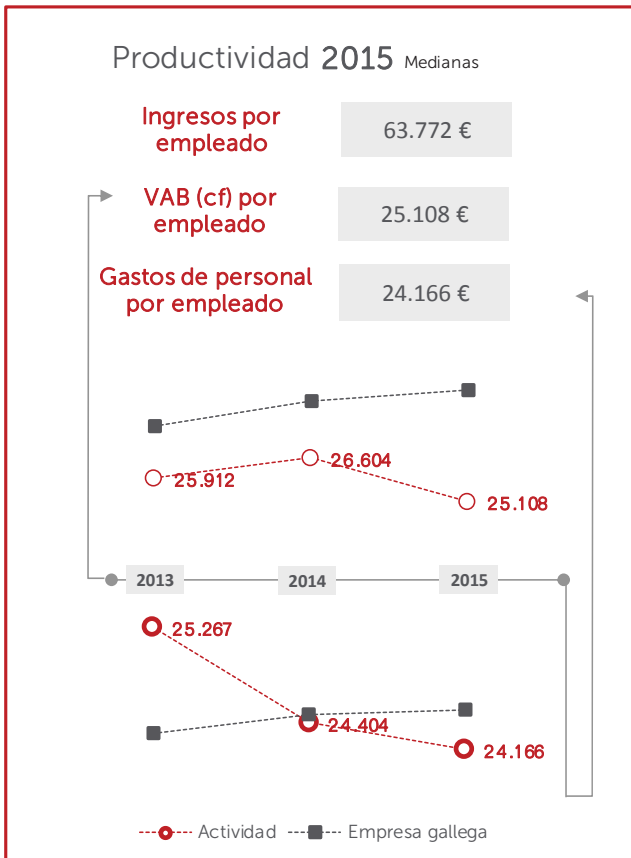 Productividad 2015 Medianas
Ingresos por
empleado
63.772 €
VAB (cf) por
empleado
25.108 €
Gastos de personal
por empleado
24.166 €
25.912
26.604
25.108
2013
2014
2015
25.267
24.404
24.166
Actividad
Empresa gallega